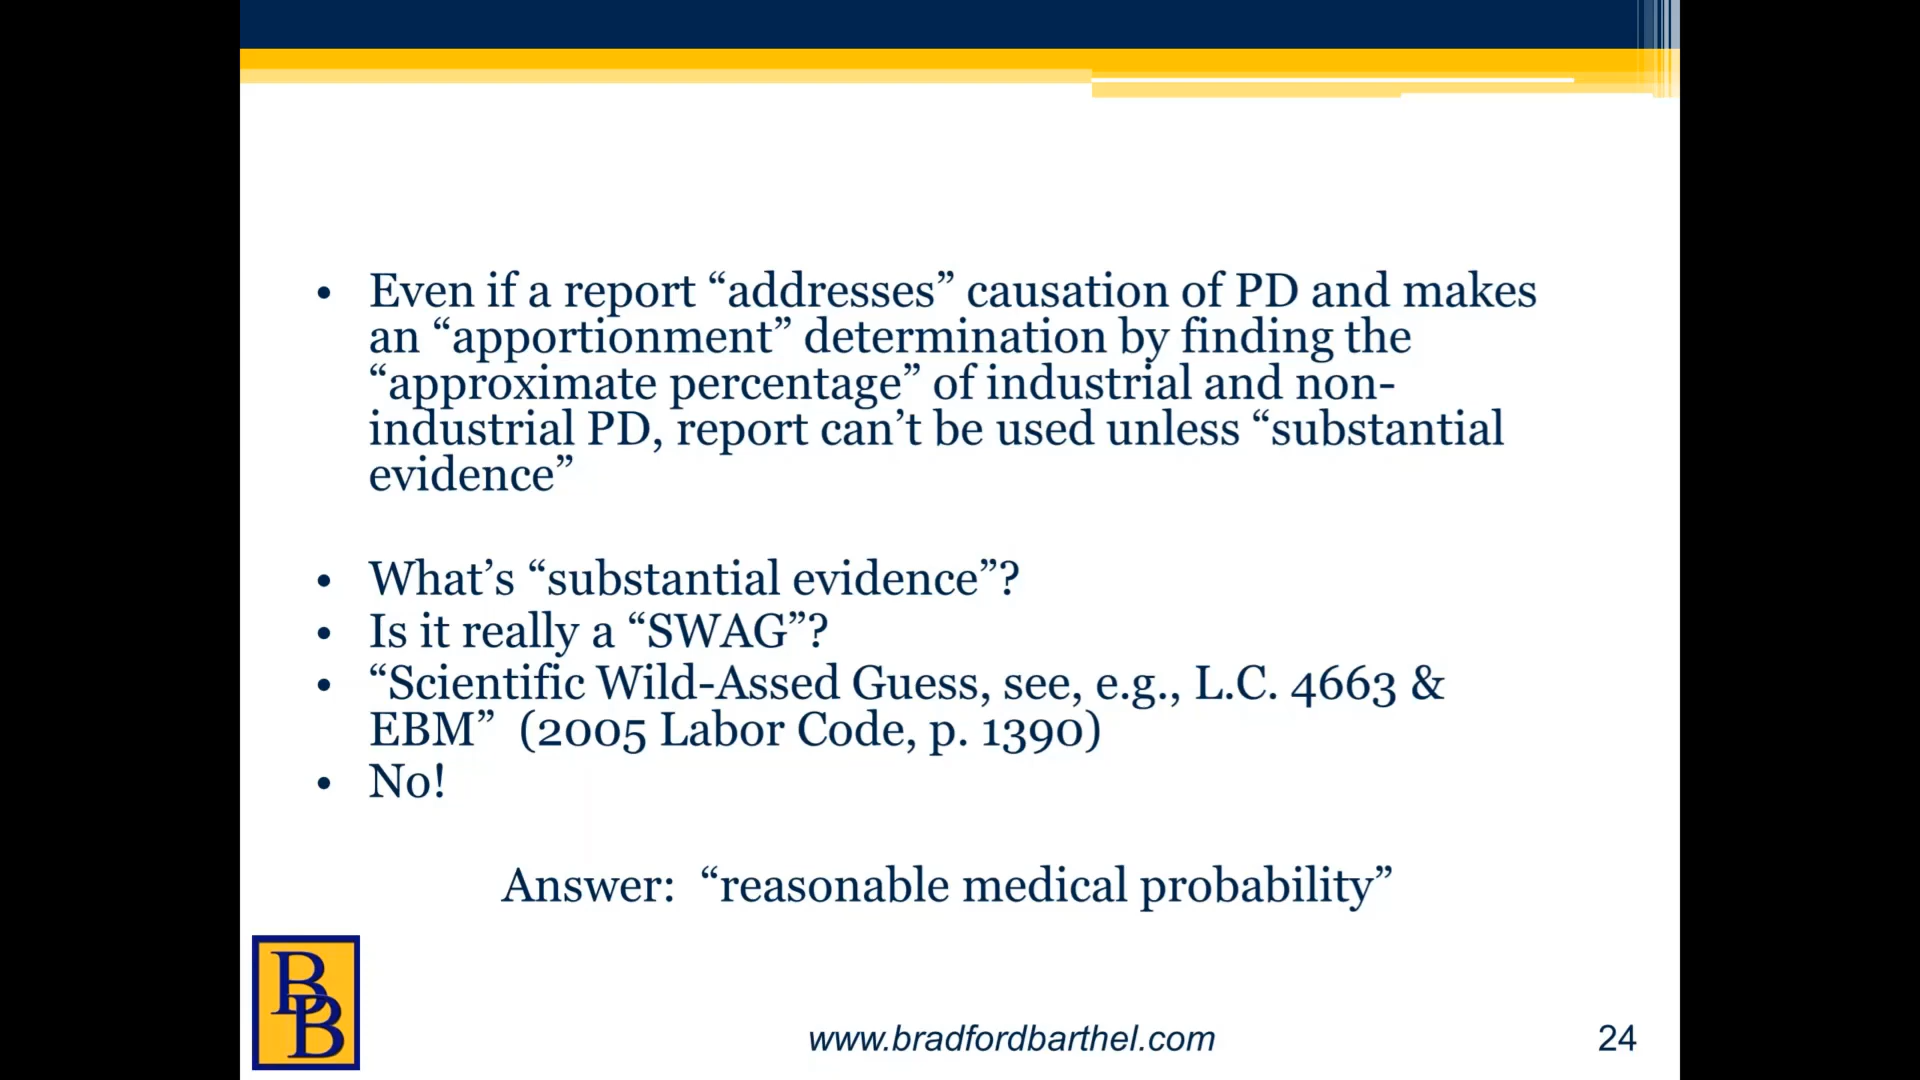 • Even if a report “addresses” causation of PD and makes
an “apportionment” determination by finding the
“approximate percentage” of industrial and non-
industrial PD, report can’t be used unless “substantial
evidence”
• What’s “substantial evidence”?
• Is it really a “SWAG”?
• “Scientific Wild-Assed Guess, see, e.g., L.C. 4663 &
EBM” (2005 Labor Code, p. 1390)
• No!
Answer: “reasonable medical probability”
BB
www.bradfordbarthel.com
24